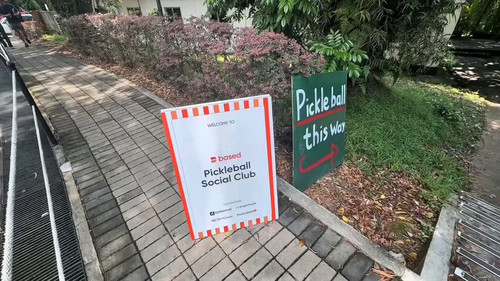 WELCOME TO
based
Pickleball
Social Club
Pickleball
this way